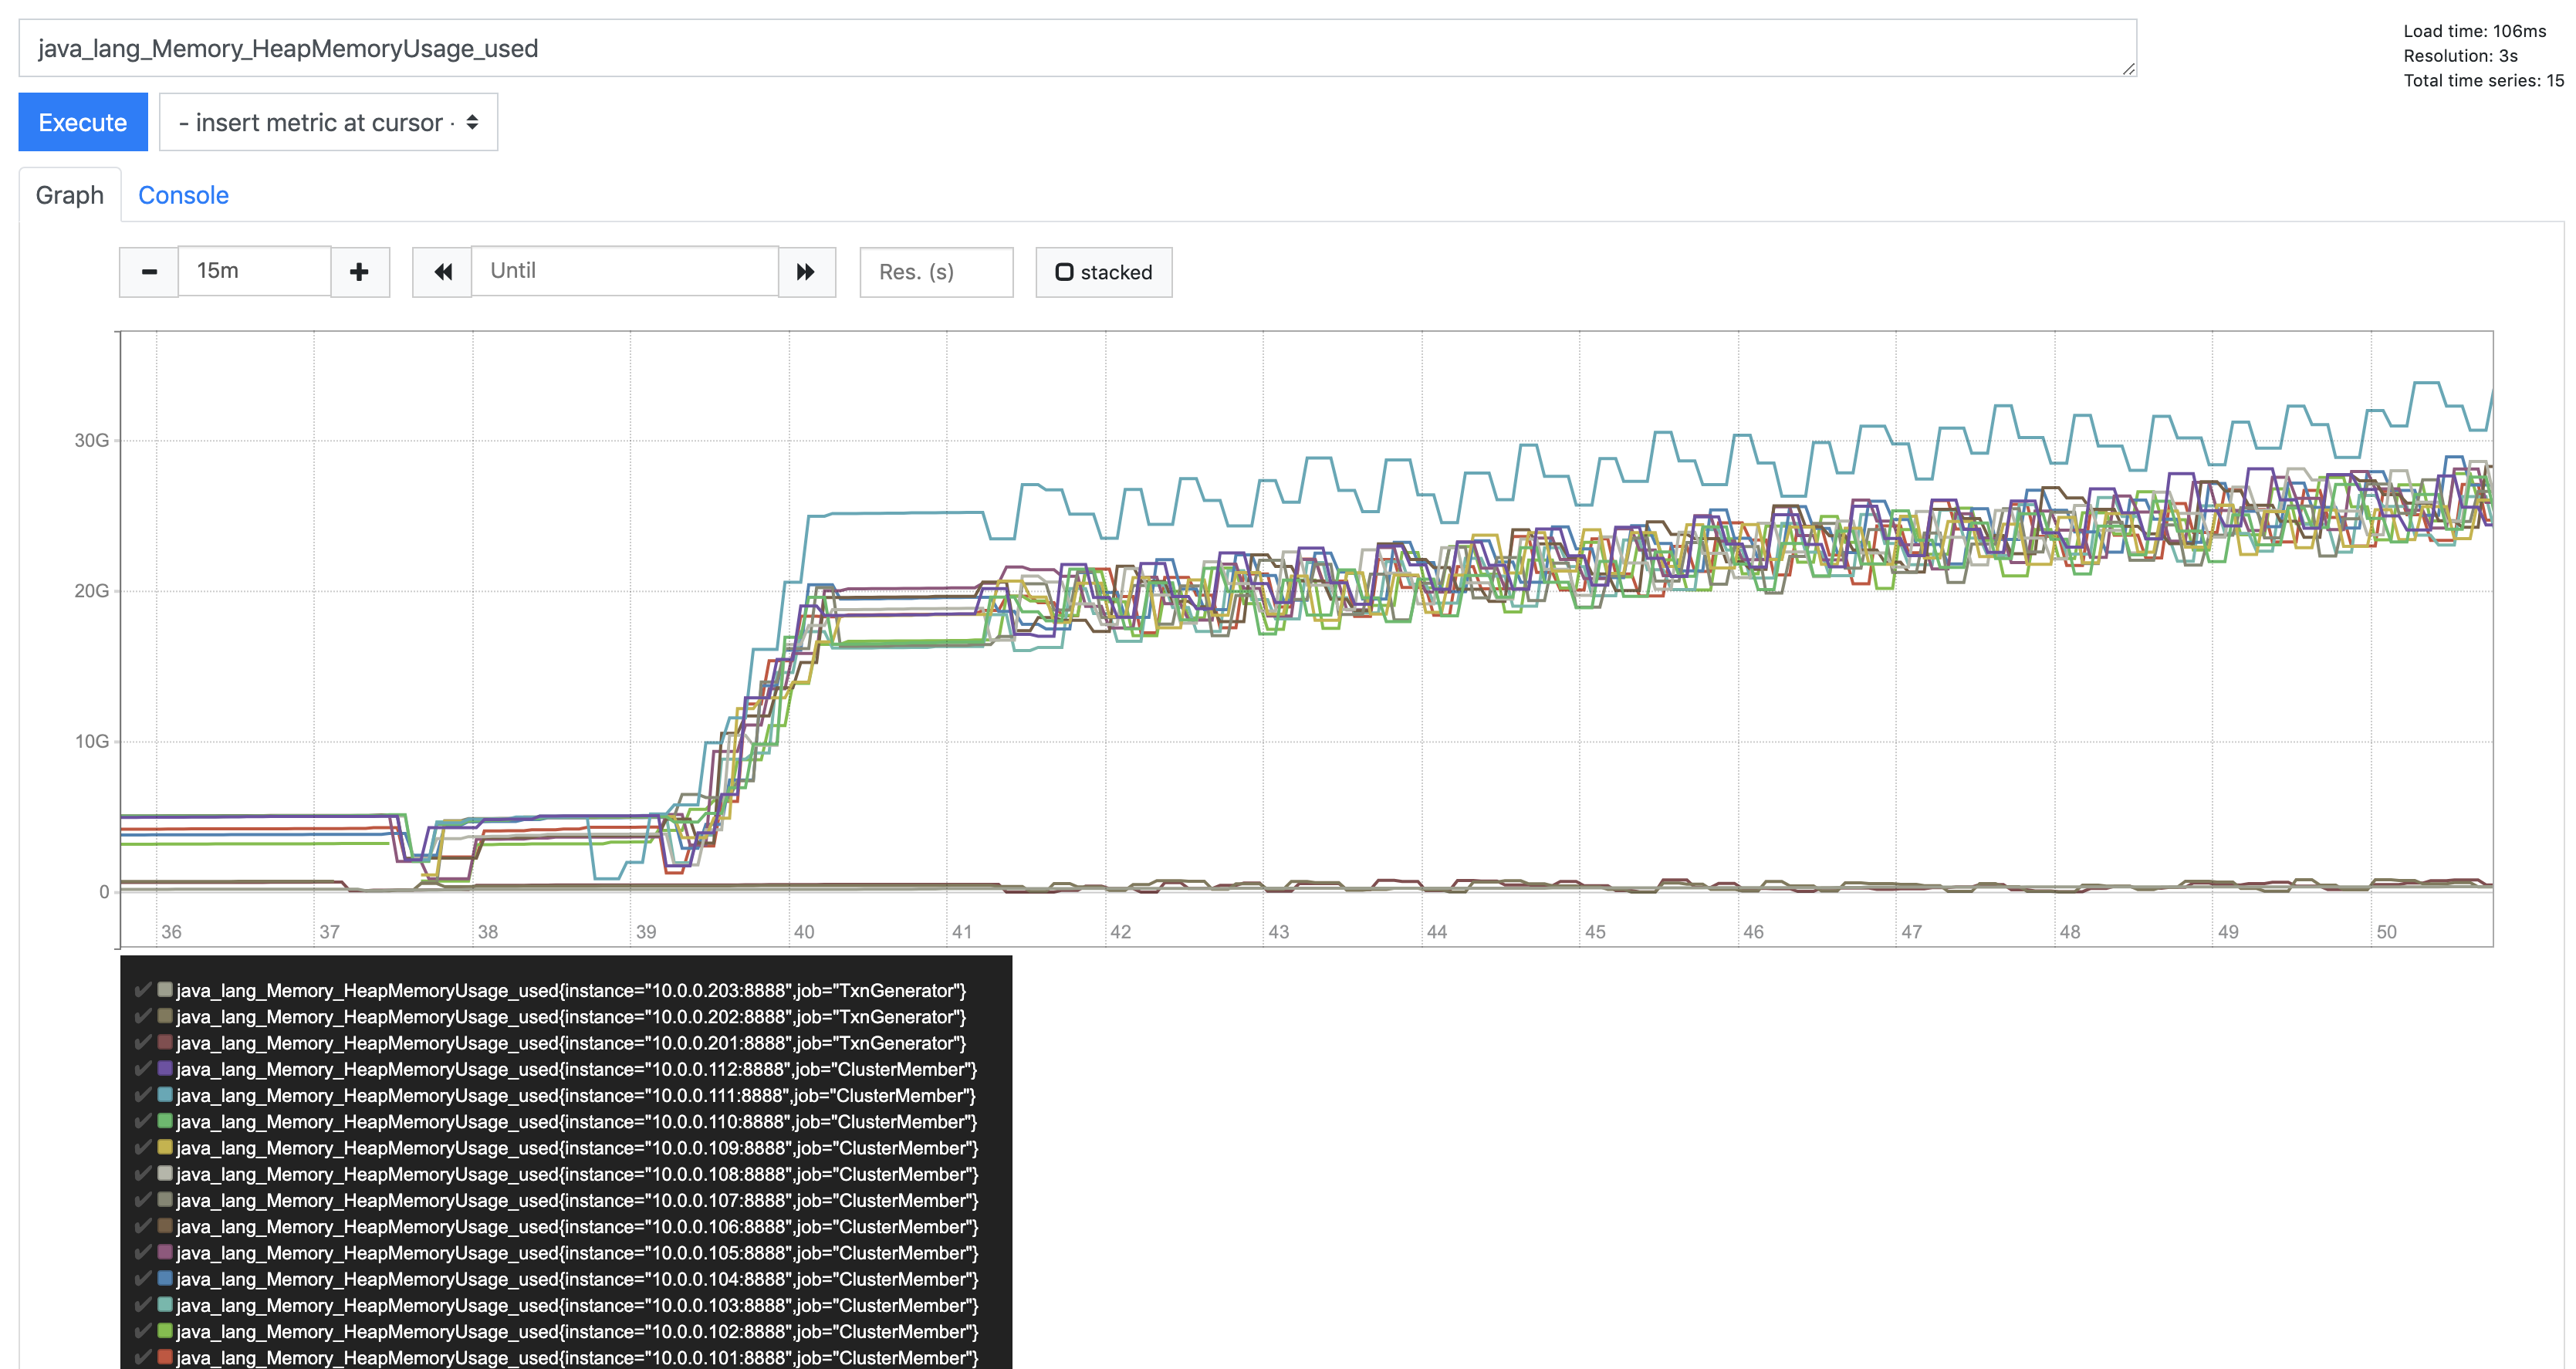 java_lang_Memory_HeapMemoryUsage_used
Load time: 106ms
Resolution: 3s
Total time series: 15
Execute
- insert metric at cursor -
Graph
Console
15m
Until
Res. (s)
stacked
30G
20G
10G
0
36 37 38 39 40 41 42 43 44 45 46 47 48 49 50
java_lang_Memory_HeapMemoryUsage_used{instance="10.0.0.203:8888",job="TxnGenerator"}
java_lang_Memory_HeapMemoryUsage_used{instance="10.0.0.202:8888",job="TxnGenerator"}
java_lang_Memory_HeapMemoryUsage_used{instance="10.0.0.201:8888",job="TxnGenerator"}
java_lang_Memory_HeapMemoryUsage_used{instance="10.0.0.112:8888",job="ClusterMember"}
java_lang_Memory_HeapMemoryUsage_used{instance="10.0.0.111:8888",job="ClusterMember"}
java_lang_Memory_HeapMemoryUsage_used{instance="10.0.0.110:8888",job="ClusterMember"}
java_lang_Memory_HeapMemoryUsage_used{instance="10.0.0.109:8888",job="ClusterMember"}
java_lang_Memory_HeapMemoryUsage_used{instance="10.0.0.108:8888",job="ClusterMember"}
java_lang_Memory_HeapMemoryUsage_used{instance="10.0.0.107:8888",job="ClusterMember"}
java_lang_Memory_HeapMemoryUsage_used{instance="10.0.0.106:8888",job="ClusterMember"}
java_lang_Memory_HeapMemoryUsage_used{instance="10.0.0.105:8888",job="ClusterMember"}
java_lang_Memory_HeapMemoryUsage_used{instance="10.0.0.104:8888",job="ClusterMember"}
java_lang_Memory_HeapMemoryUsage_used{instance="10.0.0.103:8888",job="ClusterMember"}
java_lang_Memory_HeapMemoryUsage_used{instance="10.0.0.102:8888",job="ClusterMember"}
java_lang_Memory_HeapMemoryUsage_used{instance="10.0.0.101:8888",job="ClusterMember"}